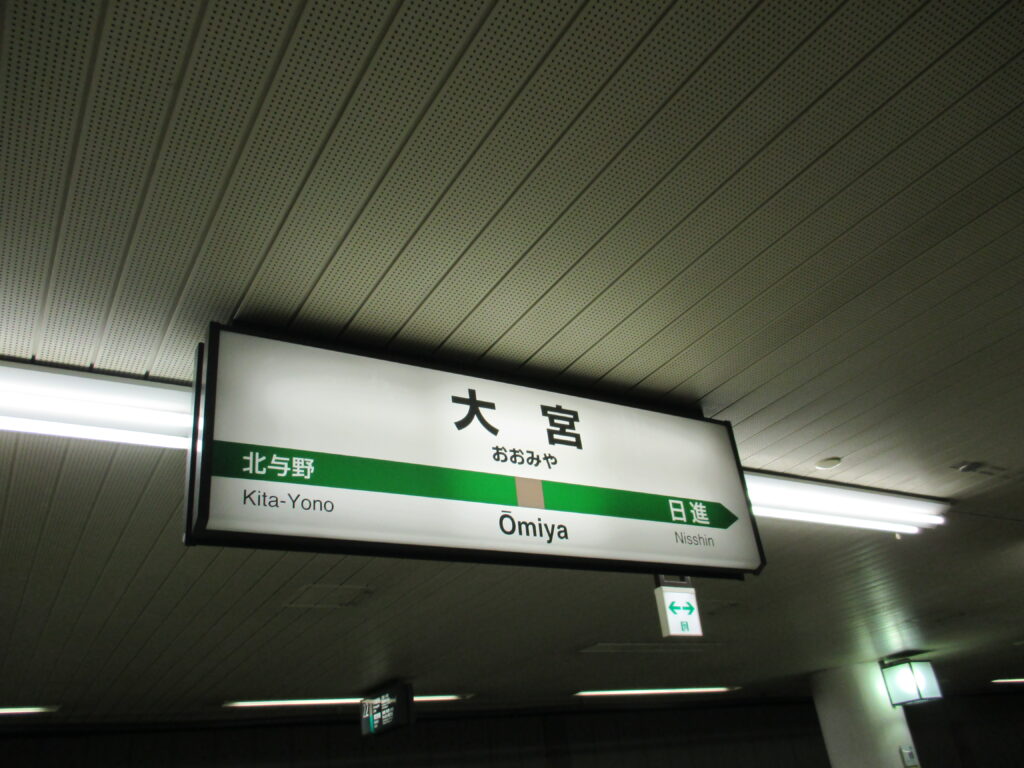 大宮
おおみや
北与野
日進
Kita-Yono
Ōmiya
Nisshin